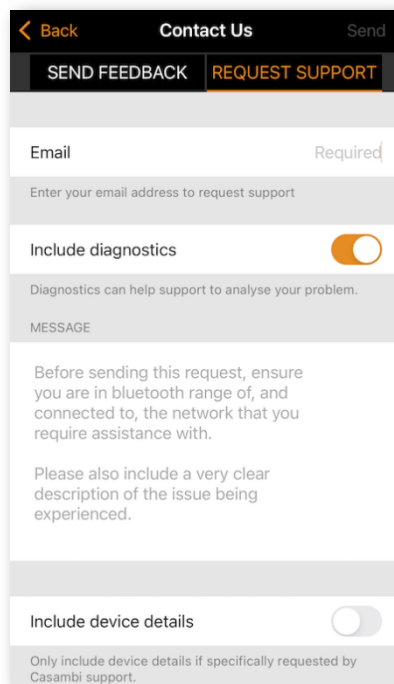 Back Contact Us Send
SEND FEEDBACK REQUEST SUPPORT
Email Required
Enter your email address to request support
Include diagnostics
Diagnostics can help support to analyse your problem.
MESSAGE
Before sending this request, ensure
you are in bluetooth range of, and
connected to, the network that you
require assistance with.
Please also include a very clear
description of the issue being
experienced.
Include device details
Only include device details if specifically requested by
Casambi support.